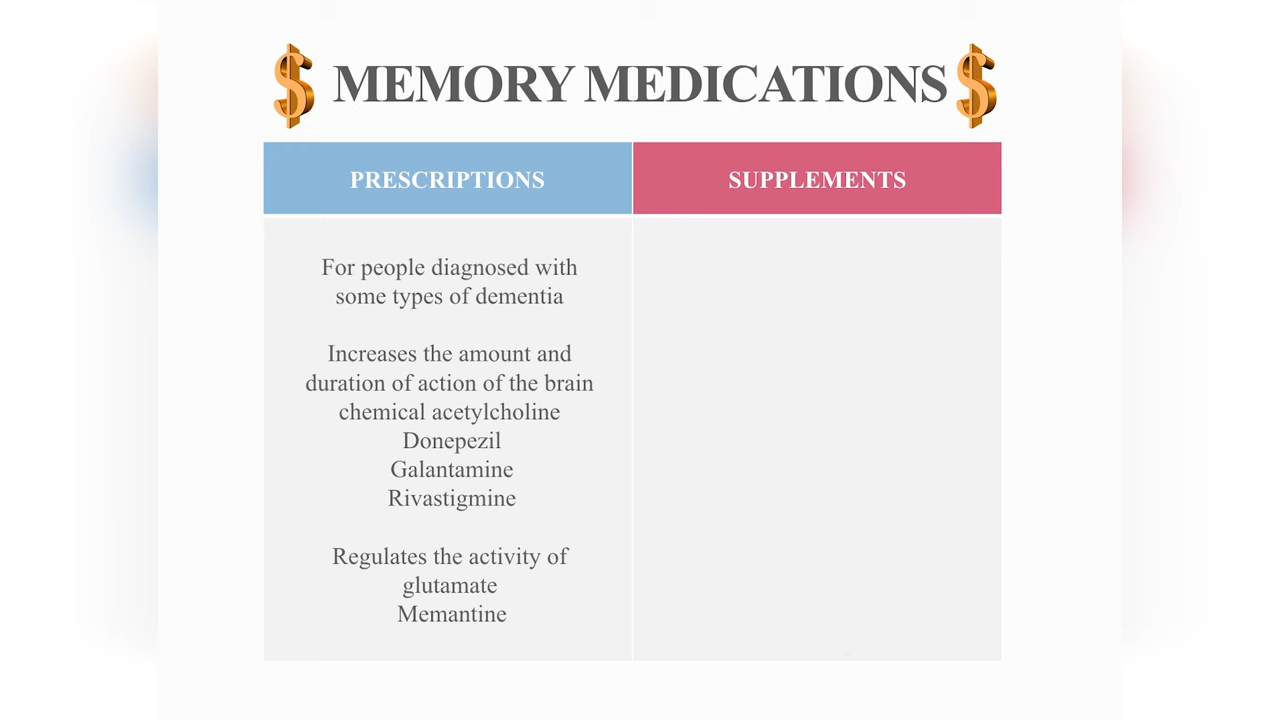 $ MEMORY MEDICATIONS $
PRESCRIPTIONS
For people diagnosed with
some types of dementia
Increases the amount and
duration of action of the brain
chemical acetylcholine
Donepezil
Galantamine
Rivastigmine
Regulates the activity of
glutamate
Memantine
SUPPLEMENTS